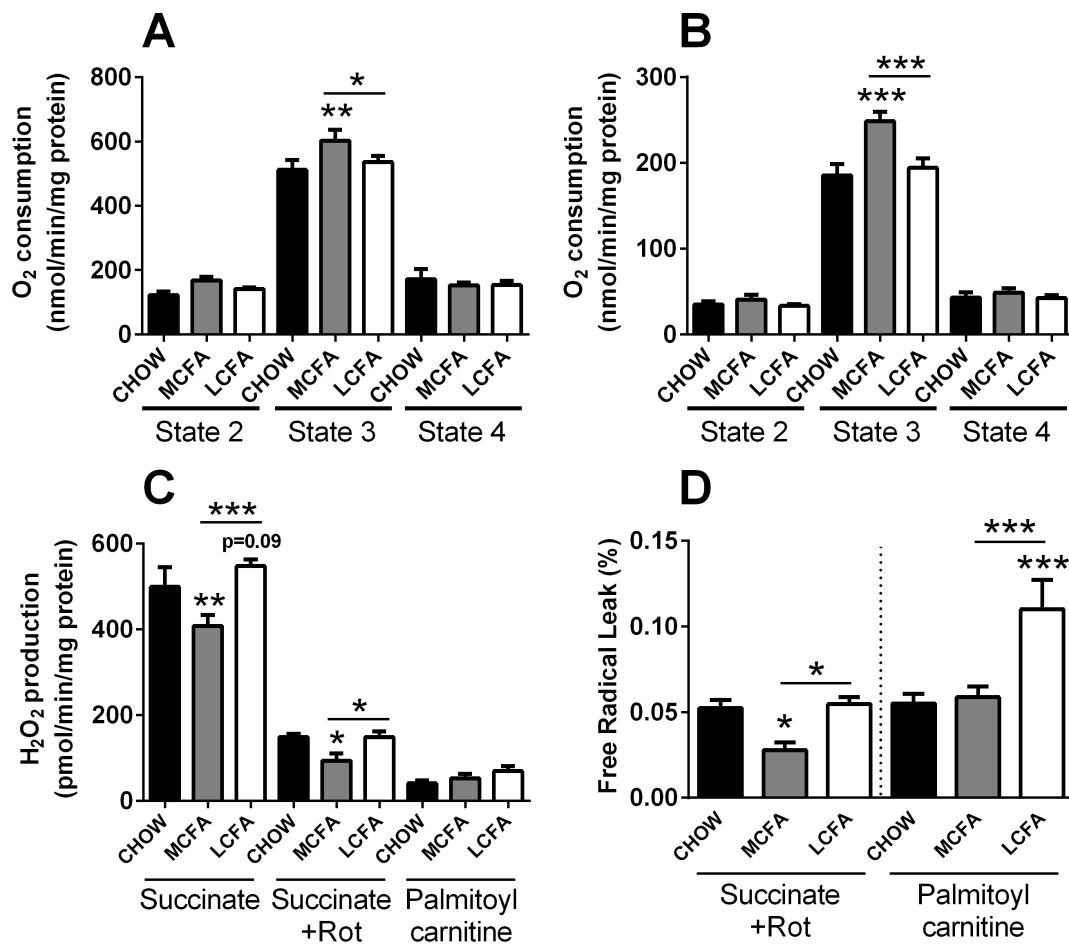 A
O2 consumption
(nmol/min/mg protein)
800
600
400
200
0
*
**
CHOW
MCFA
LCFA
CHOW
MCFA
LCFA
CHOW
MCFA
LCFA
State 2
State 3
State 4
B
O2 consumption
(nmol/min/mg protein)
300
200
100
0
***
***
CHOW
MCFA
LCFA
CHOW
MCFA
LCFA
CHOW
MCFA
LCFA
State 2
State 3
State 4
C
H2O2 production
(pmol/min/mg protein)
600
400
200
0
***
p=0.09
**
*
*
CHOW
MCFA
LCFA
CHOW
MCFA
LCFA
CHOW
MCFA
LCFA
Succinate
Succinate
+Rot
Palmitoyl
carnitine
D
Free Radical Leak (%)
0.15
0.10
0.05
0.00
***
***
*
*
CHOW
MCFA
LCFA
CHOW
MCFA
LCFA
Succinate
+Rot
Palmitoyl
carnitine